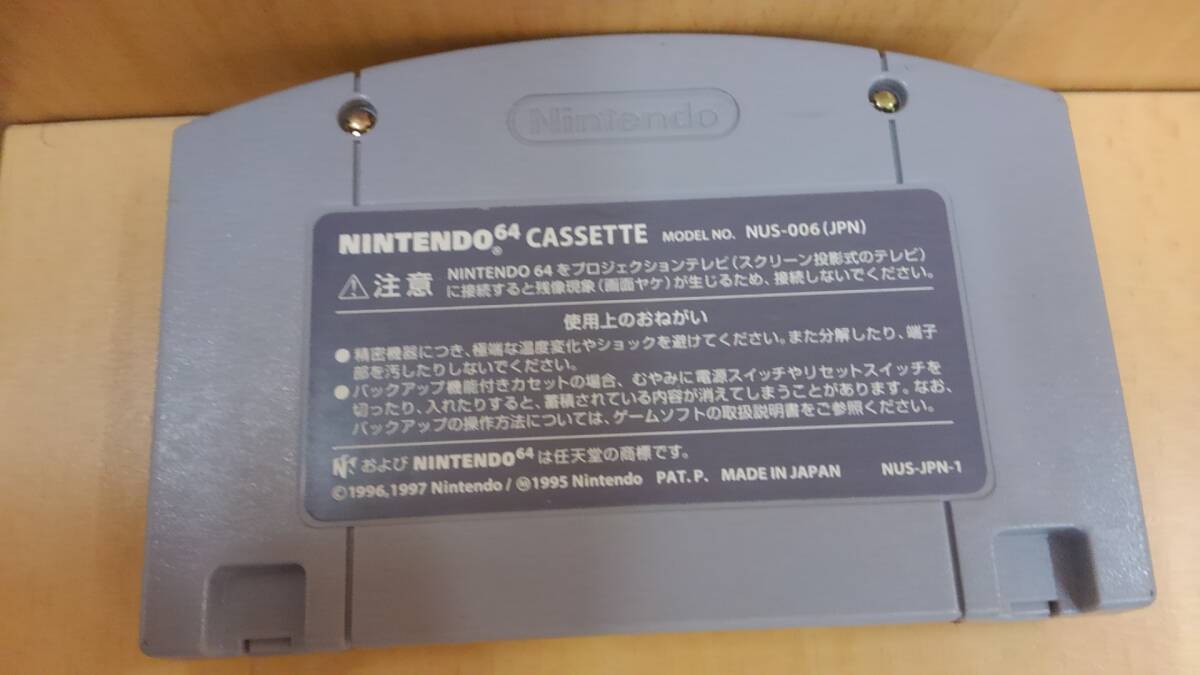 Nintendo
NINTENDO®64 CASSETTE MODEL NO. NUS-006(JPN)
注意 NINTENDO 64をプロジェクションテレビ(スクリーン投影式のテレビ)
に接続すると残像現象(画面ヤケ)が生じるため、接続しないでください。
使用上のおねがい
●精密機器につき、極端な温度変化やショックを避けてください。また分解したり、端子
部を汚したりしないでください。
●バックアップ機能付きカセットの場合、むやみに電源スイッチやリセットスイッチを
切ったり、入れたりすると、蓄積されている内容が消えてしまうことがあります。なお、
バックアップの操作方法については、ゲームソフトの取扱説明書をご参照ください。
および NINTENDO64 は任天堂の商標です。
©1996,1997 Nintendo/Ⓜ1995 Nintendo PAT.P. MADE IN JAPAN NUS-JPN-1